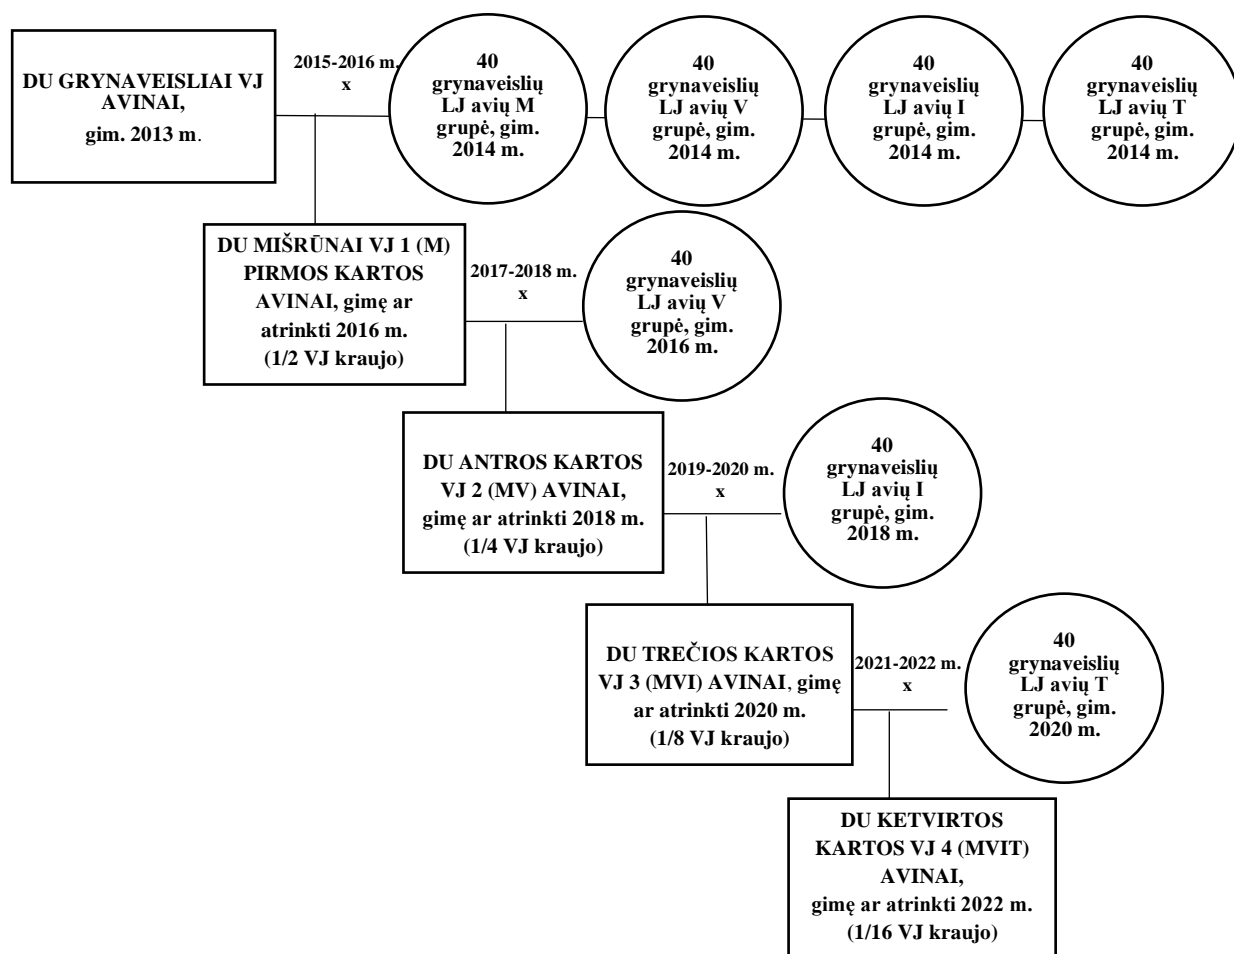 DU GRYNAVEISLIAI VJ
AVINAI,
gim. 2013 m.
2015-2016 m.
x
40
grynaveislių
LJ avių M
grupė, gim.
2014 m.
40
grynaveislių
LJ avių V
grupė, gim.
2014 m.
40
grynaveislių
LJ avių I
grupė, gim.
2014 m.
40
grynaveislių
LJ avių T
grupė, gim.
2014 m.
DU MIŠRŪNAI VJ 1 (M)
PIRMOS KARTOS
AVINAI, gimę ar
atrinkti 2016 m.
(1/2 VJ kraujo)
2017-2018 m.
x
40
grynaveislių
LJ avių V
grupė, gim.
2016 m.
DU ANTROS KARTOS
VJ 2 (MV) AVINAI,
gimę ar atrinkti 2018 m.
(1/4 VJ kraujo)
2019-2020 m.
x
40
grynaveislių
LJ avių I
grupė, gim.
2018 m.
DU TREČIOS KARTOS
VJ 3 (MVI) AVINAI, gimę
ar atrinkti 2020 m.
(1/8 VJ kraujo)
2021-2022 m.
x
40
grynaveislių
LJ avių T
grupė, gim.
2020 m.
DU KETVIRTOS
KARTOS VJ 4 (MVIT)
AVINAI,
gimę ar atrinkti 2022 m.
(1/16 VJ kraujo)